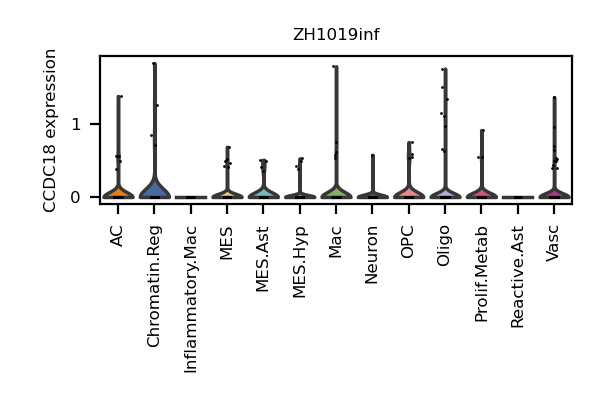 ZH1019inf
CCDC18 expression
1
0
AC
Chromatin.Reg
Inflammatory.Mac
MES
MES.Ast
MES.Hyp
Mac
Neuron
OPC
Oligo
Prolif.Metab
Reactive.Ast
Vasc